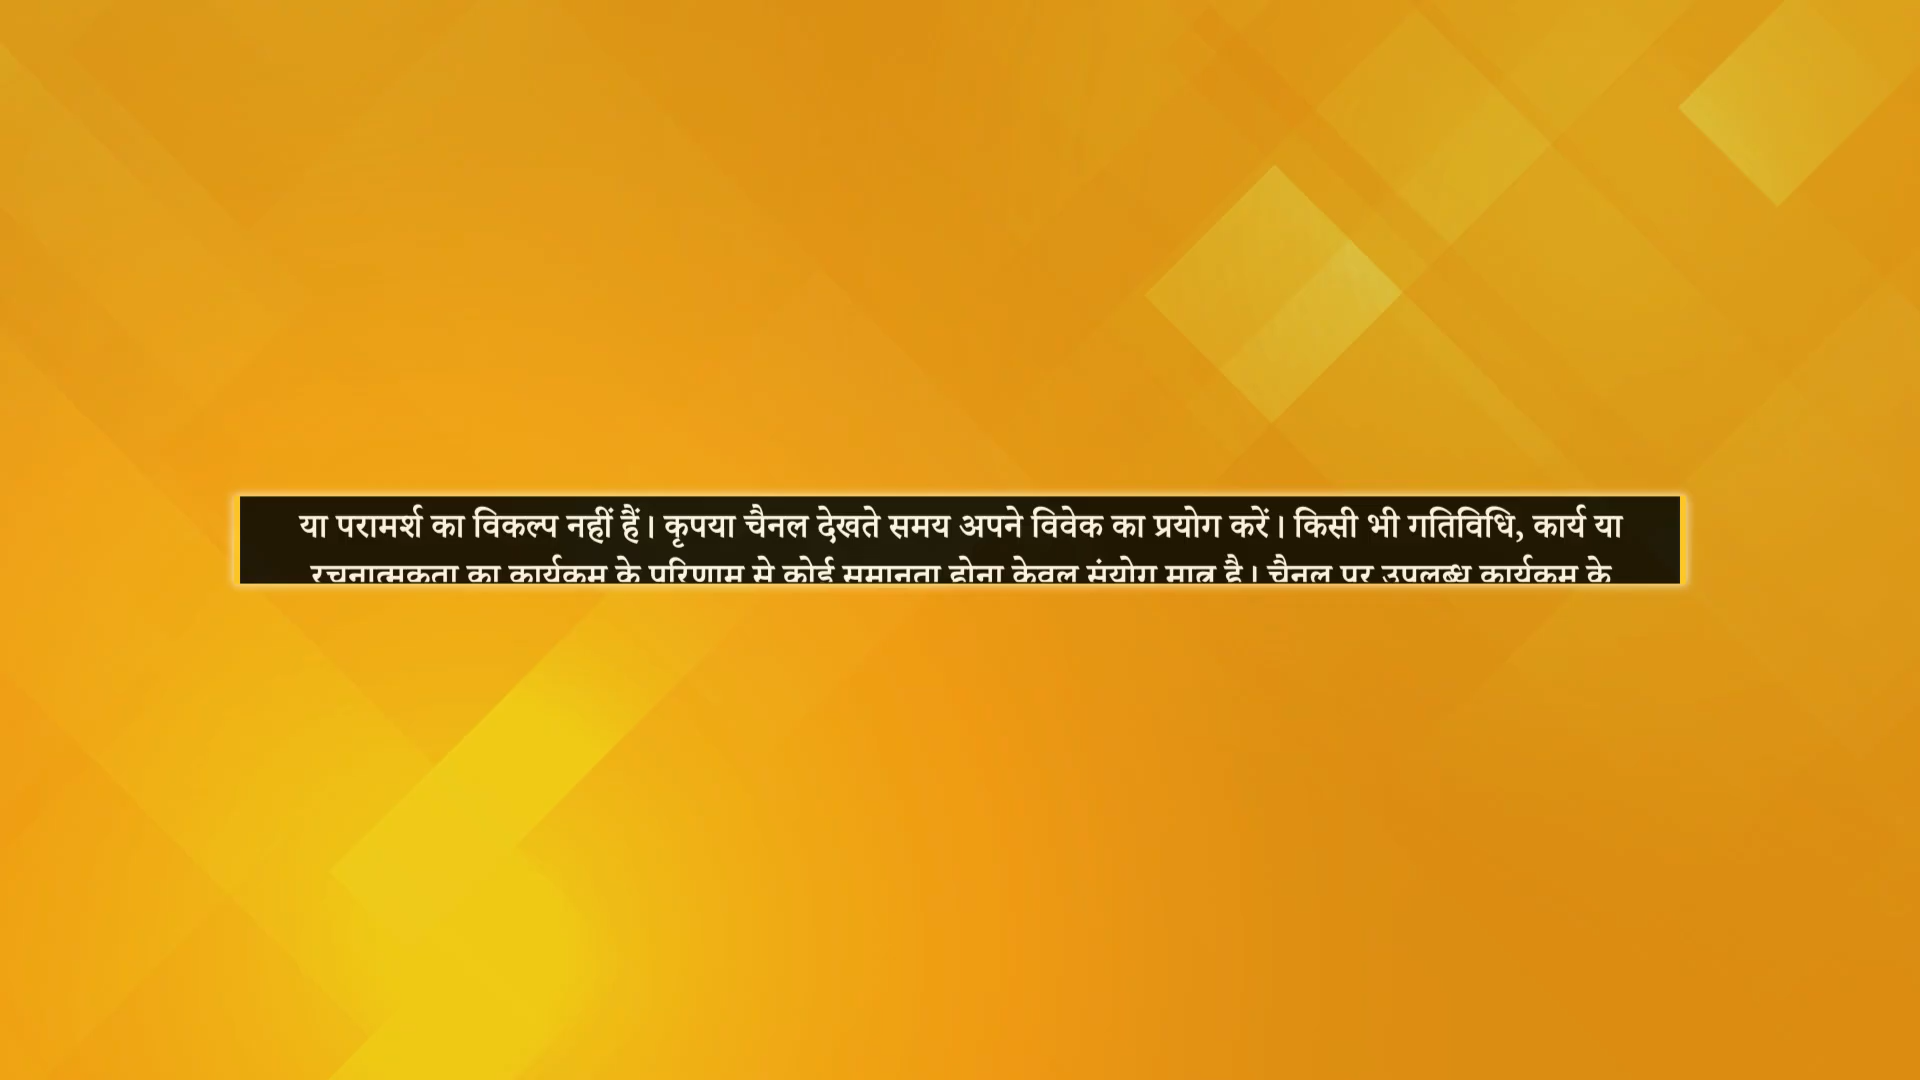 या परामर्श का विकल्प नहीं हैं। कृपया चैनल देखते समय अपने विवेक का प्रयोग करें। किसी भी गतिविधि, कार्य या
रचनात्मकता का कार्यक्रम के परिणाम से कोई समानता होना केवल संयोग मात्र है। चैनल पर उपलब्ध कार्यक्रम के